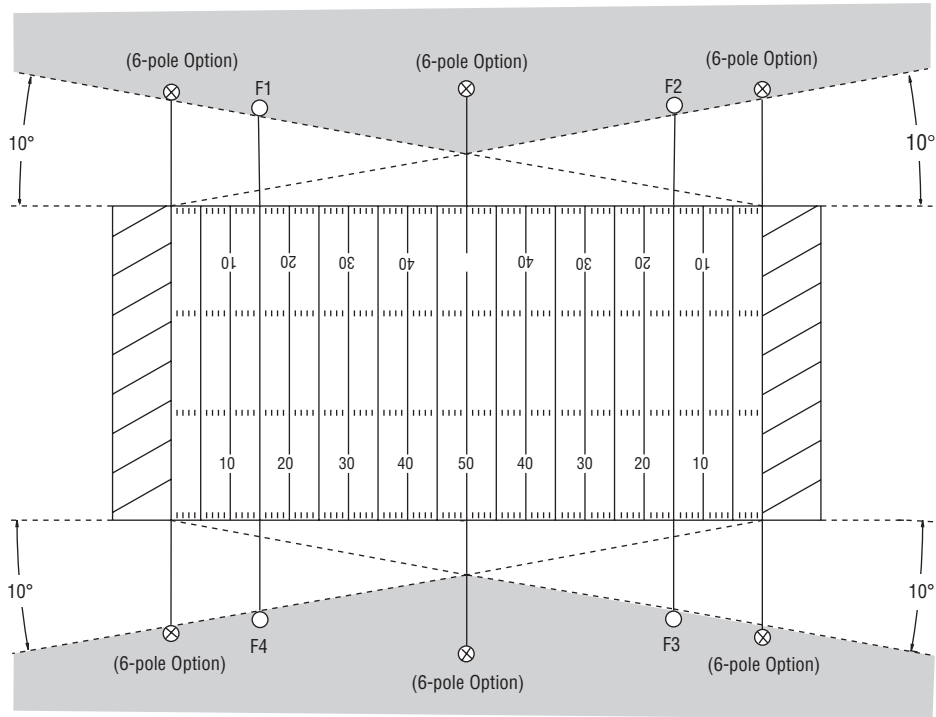 (6-pole Option) (6-pole Option) (6-pole Option)
F1 F2
10° 10°
10 20 30 40 40 30 20 10
10 20 30 40 50 40 30 20 10
10° 10°
F4 F3
(6-pole Option) (6-pole Option) (6-pole Option)